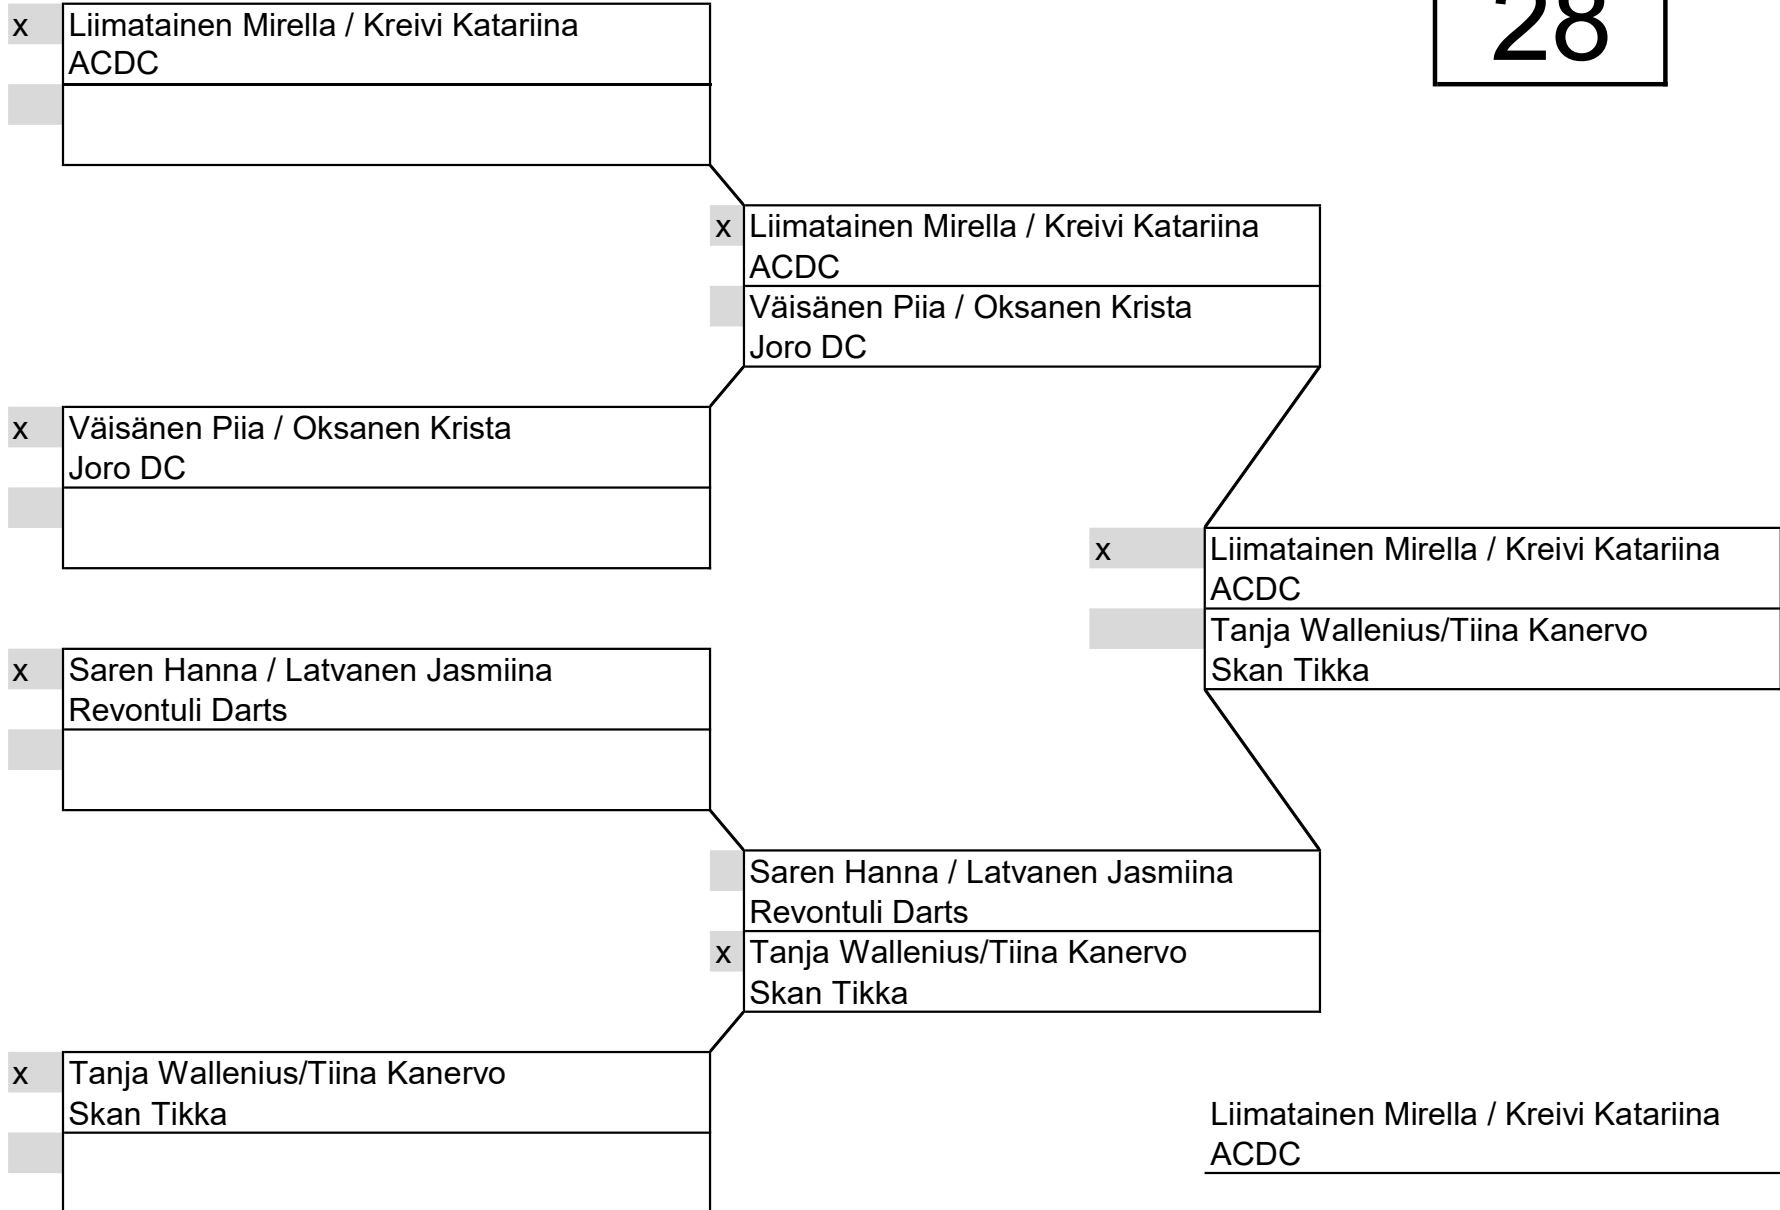 x Liimatainen Mirella / Kreivi Katariina
ACDC
28
x Liimatainen Mirella / Kreivi Katariina
ACDC
Väisänen Piia / Oksanen Krista
Joro DC
x Väisänen Piia / Oksanen Krista
Joro DC
x Liimatainen Mirella / Kreivi Katariina
ACDC
Tanja Wallenius/Tiina Kanervo
Skan Tikka
x Saren Hanna / Latvanen Jasmiina
Revontuli Darts
Saren Hanna / Latvanen Jasmiina
Revontuli Darts
x Tanja Wallenius/Tiina Kanervo
Skan Tikka
x Tanja Wallenius/Tiina Kanervo
Skan Tikka
Liimatainen Mirella / Kreivi Katariina
ACDC